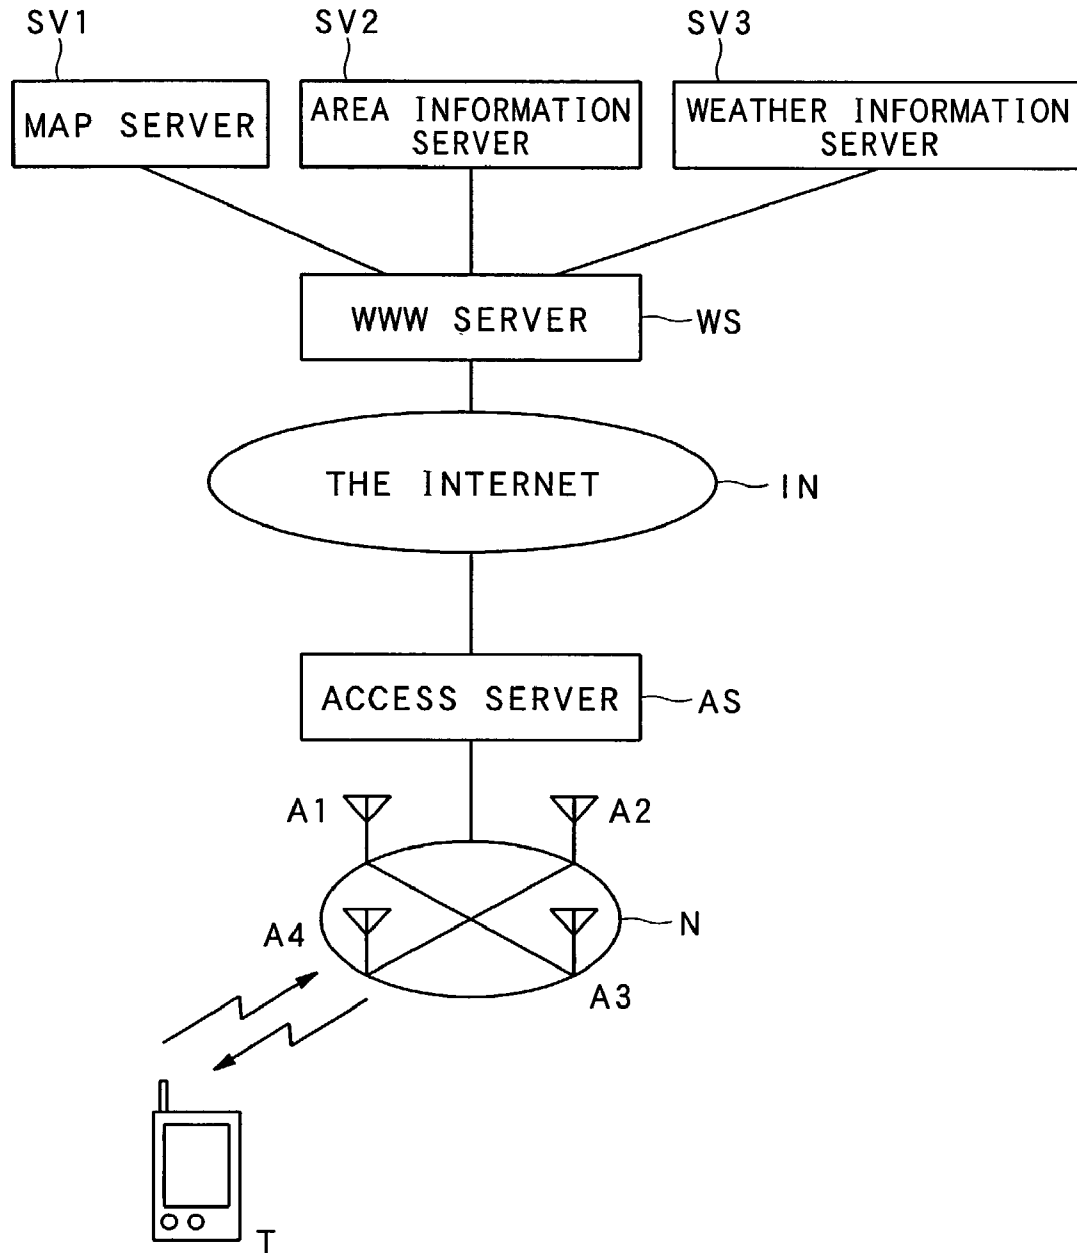 SV1
SV2
SV3
MAP SERVER
AREA INFORMATION
SERVER
WEATHER INFORMATION
SERVER
WWW SERVER
WS
THE INTERNET
IN
ACCESS SERVER
AS
A1
A2
N
A4
A3
T